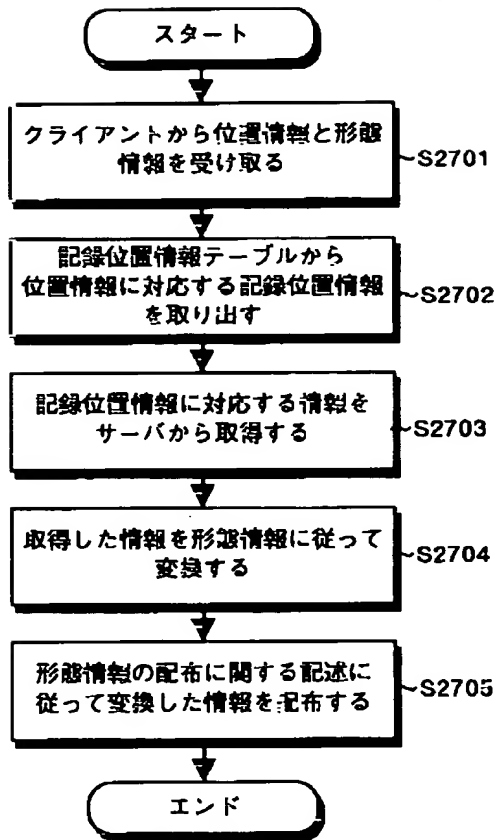 スタート
クライアントから位置情報と形態
情報を受け取る
S2701
記録位置情報テーブルから
位置情報に対応する記録位置情報
を取り出す
S2702
記録位置情報に対応する情報を
サーバから取得する
S2703
取得した情報を形態情報に従って
変換する
S2704
形態情報の配布に関する記述に
従って変換した情報を配布する
S2705
エンド